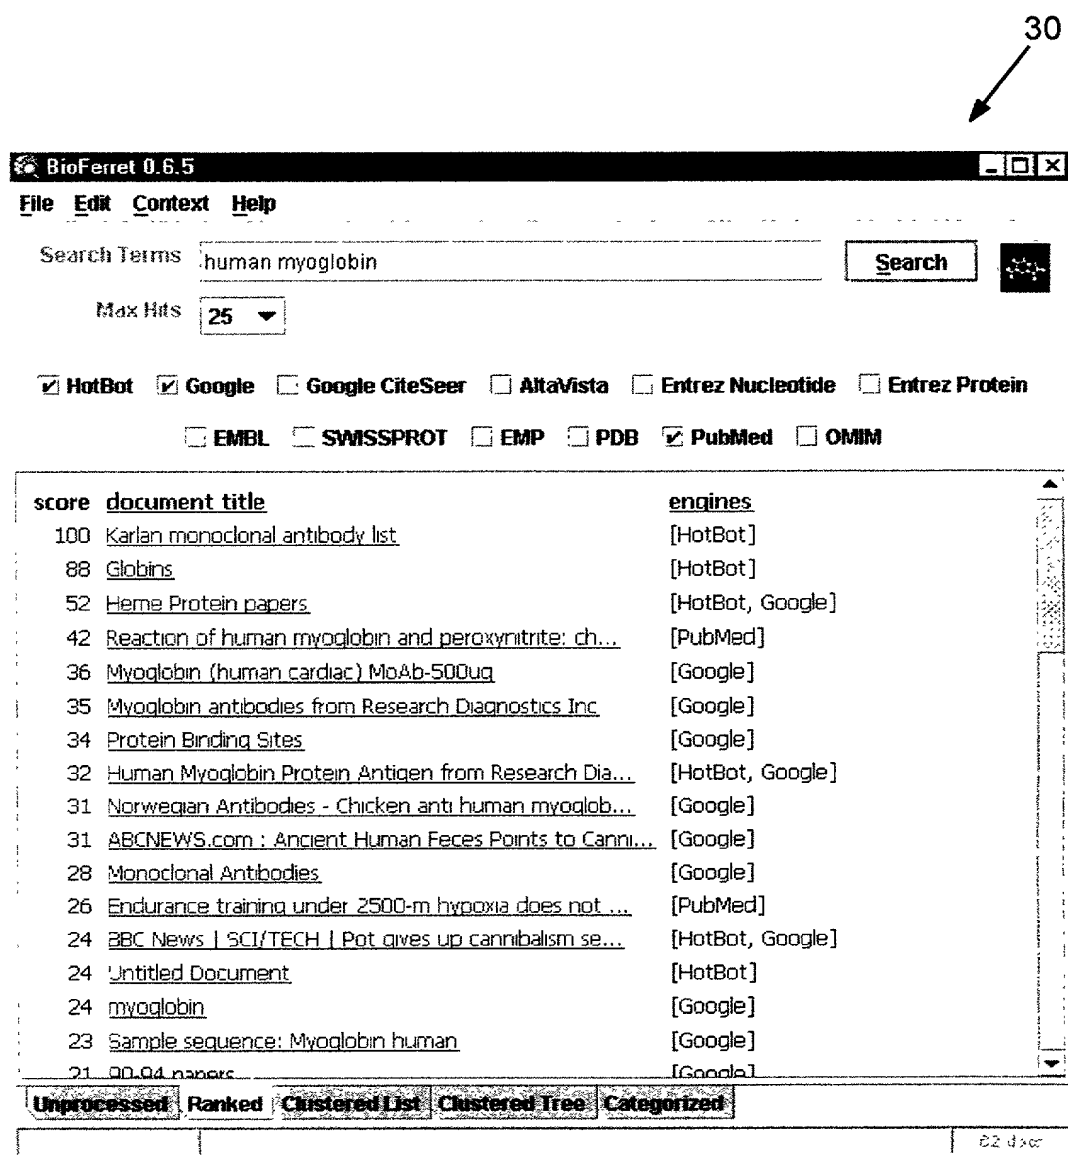 30
BioFerret 0.6.5
File Edit Context Help
Search Terms human myoglobin Search
Max Hits 25
HotBot Google Google CiteSeer AltaVista Entrez Nucleotide Entrez Protein
EMBL SWISSPROT EMP PDB PubMed OMIM
score document title engines
100 Karlan monoclonal antibody list [HotBot]
88 Globins [HotBot]
52 Heme Protein papers [HotBot, Google]
42 Reaction of human myoglobin and peroxynitrite: ch... [PubMed]
36 Myoglobin (human cardiac) MoAb-500ug [Google]
35 Myoglobin antibodies from Research Diagnostics Inc [Google]
34 Protein Binding Sites [Google]
32 Human Myoglobin Protein Antigen from Research Dia... [HotBot, Google]
31 Norwegian Antibodies - Chicken anti human myoglob... [Google]
31 ABCNEWS.com : Ancient Human Feces Points to Canni... [Google]
28 Monoclonal Antibodies [Google]
26 Endurance training under 2500-m hypoxia does not ... [PubMed]
24 BBC News | SCI/TECH | Pot gives up cannibalism se... [HotBot, Google]
24 Untitled Document [HotBot]
24 myoglobin [Google]
23 Sample sequence: Myoglobin human [Google]
21 90-94 papers [Google]
Unprocessed Ranked Clustered List Clustered Tree Categorized